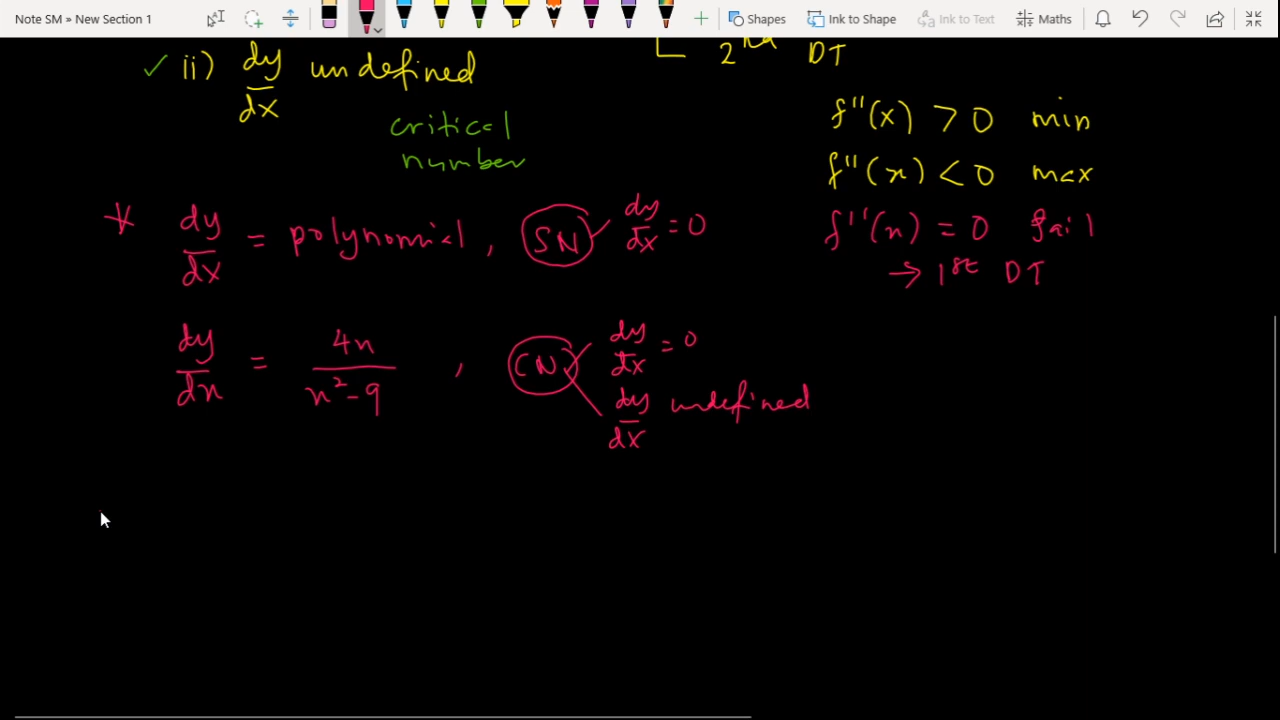 Note SM » New Section 1
Shapes
Ink to Shape
Ink to Text
Maths
✓ ii) dy/dx undefined
critical
number
2nd DT
f''(x) > 0 min
f''(x) < 0 max
f''(x) = 0 fail
→ 1st DT
* dy/dx = polynomial, SN dy/dx = 0
dy/dx = 4x/x²-9 , CN dy/dx = 0
dy/dx undefined